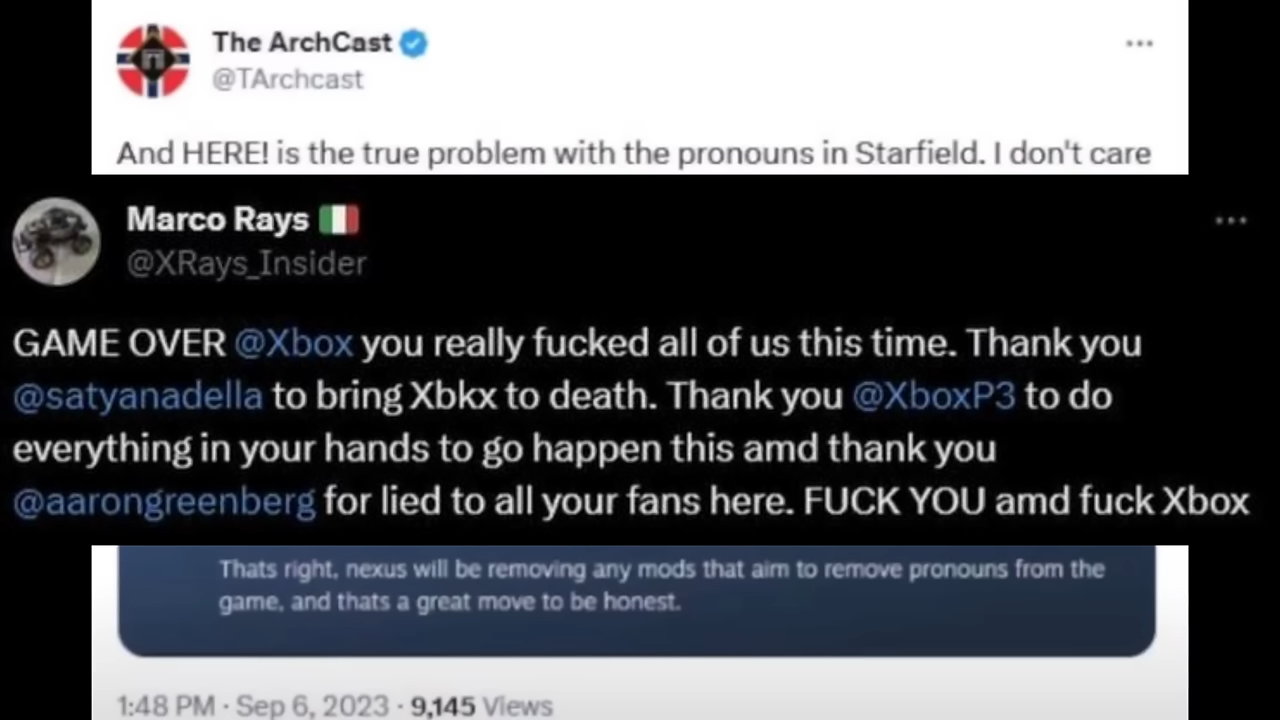 The ArchCast
@TArchcast
And HERE! is the true problem with the pronouns in Starfield. I don't care
Marco Rays
@XRays_Insider
GAME OVER @Xbox you really fucked all of us this time. Thank you
@satyanadella to bring Xbkx to death. Thank you @XboxP3 to do
everything in your hands to go happen this amd thank you
@aarongreenberg for lied to all your fans here. FUCK YOU amd fuck Xbox
Thats right, nexus will be removing any mods that aim to remove pronouns from the
game, and thats a great move to be honest.
1:48 PM · Sep 6, 2023 · 9,145 Views